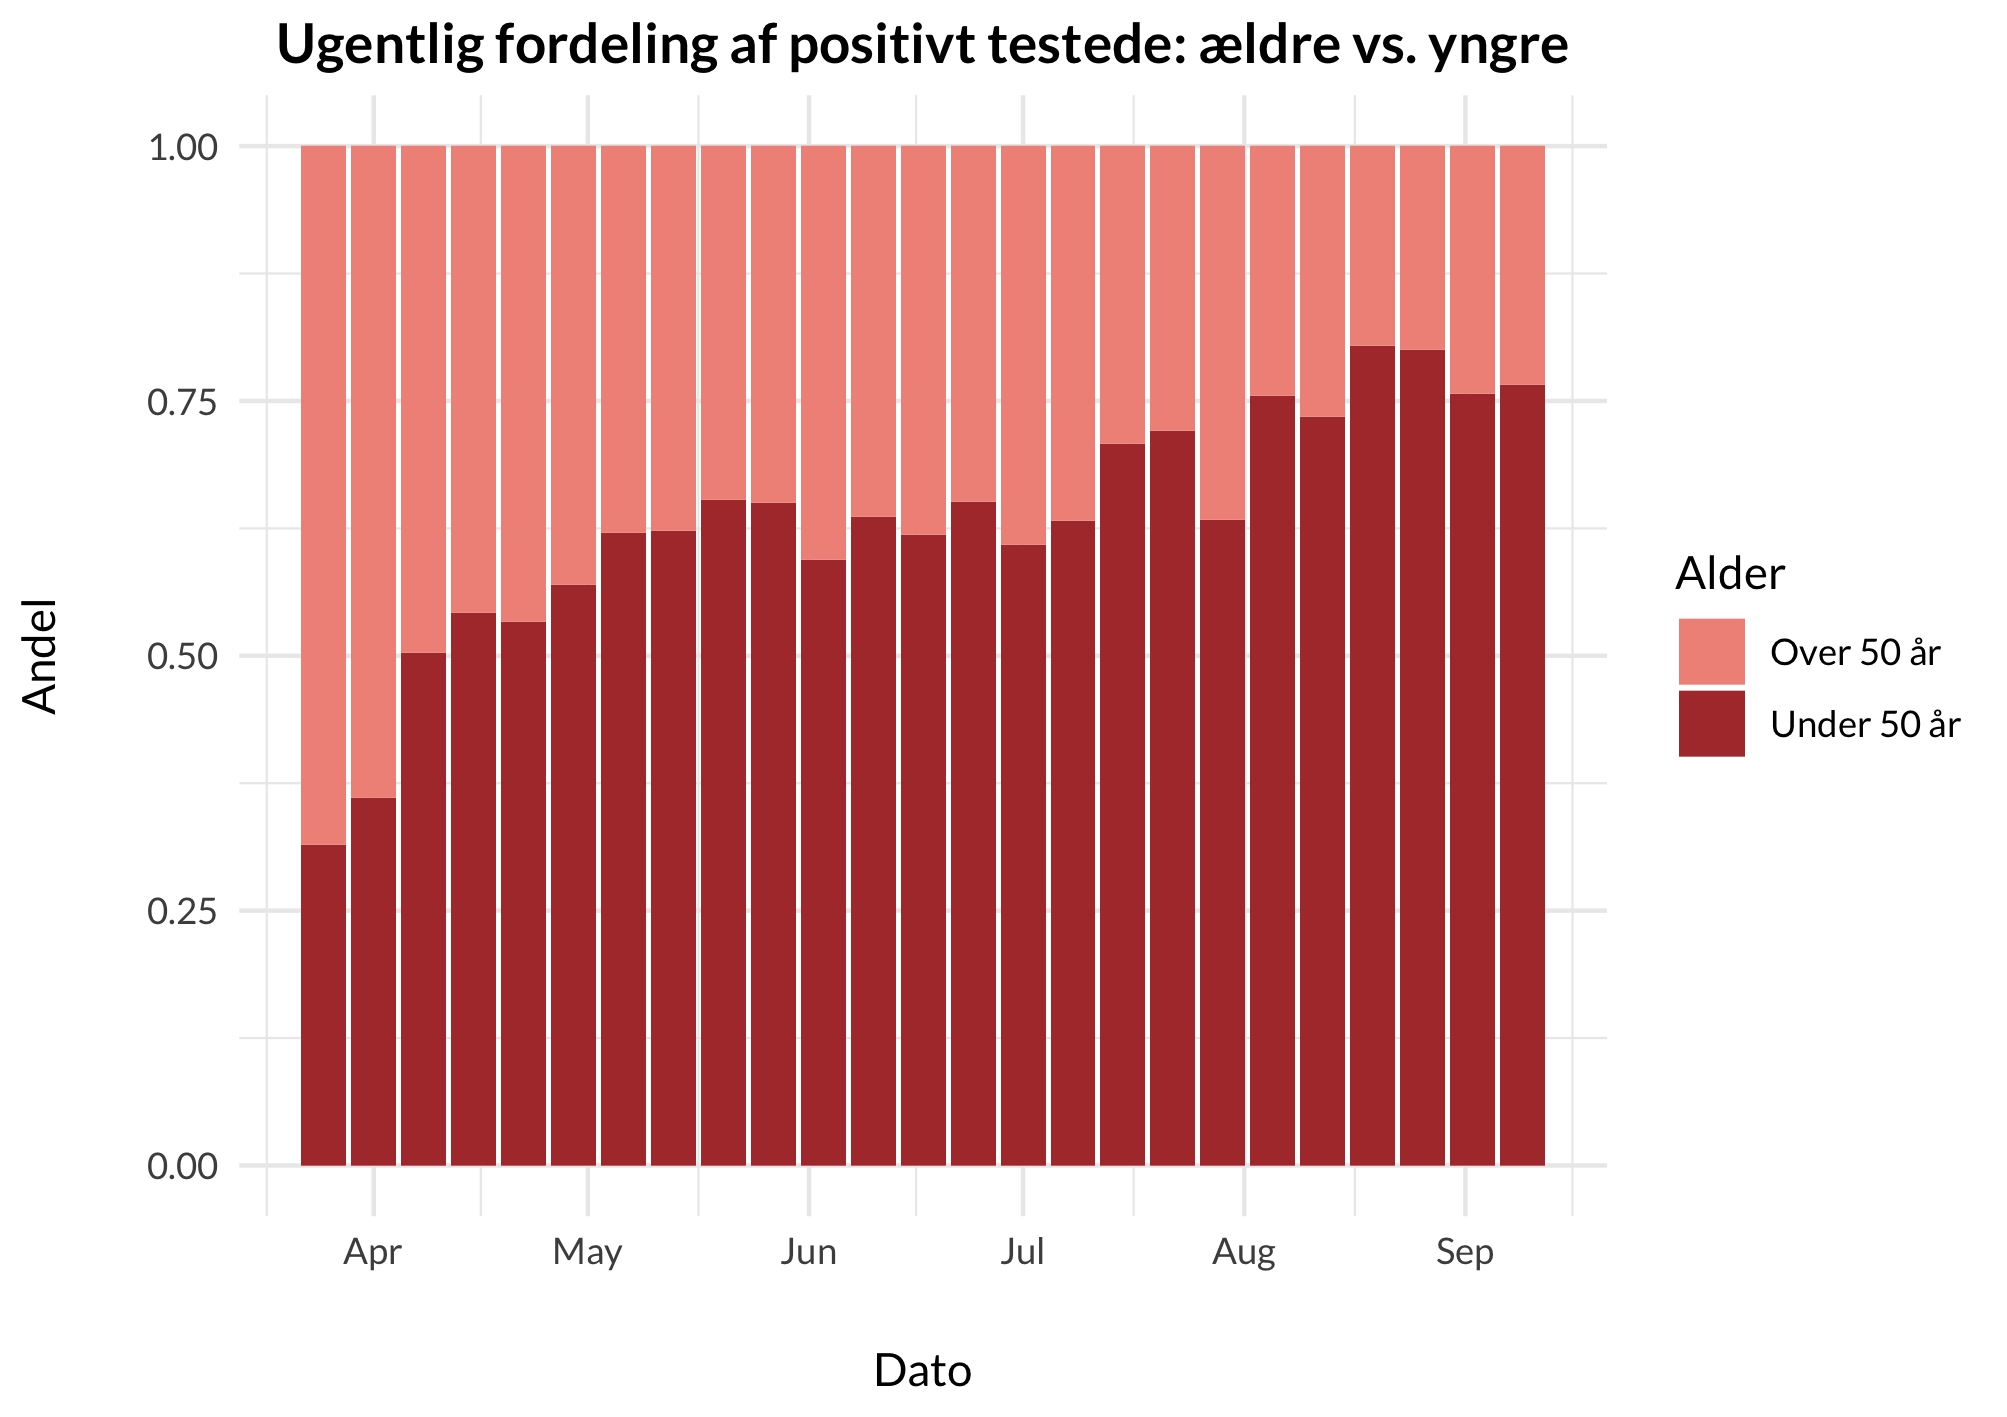 Ugentlig fordeling af positivt testede: ældre vs. yngre
1.00
0.75
0.50
0.25
0.00
Andel
Apr
May
Jun
Jul
Aug
Sep
Dato
Alder
Over 50 år
Under 50 år